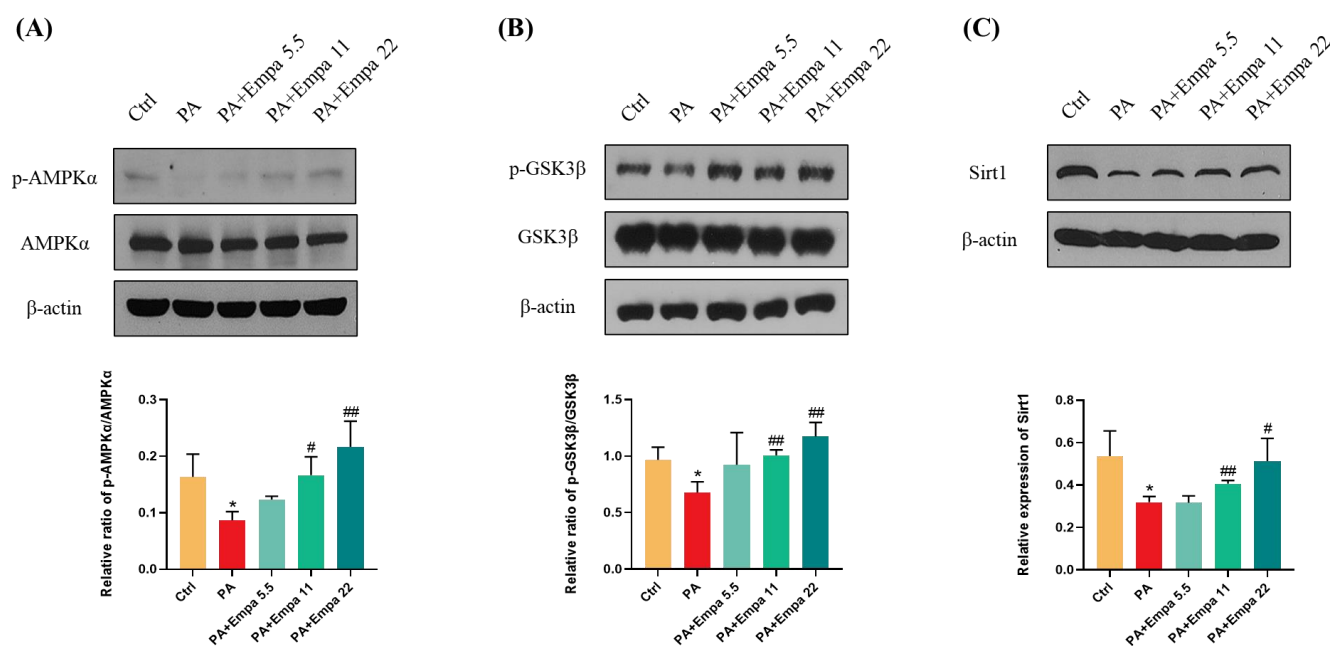 (A)
Ctrl
PA
PA+Empa 5.5
PA+Empa 11
PA+Empa 22
p-AMPKα
AMPKα
β-actin
Relative ratio of p-AMPKα/AMPKα
0.3
0.2
0.1
0.0
*
#
##
Ctrl
PA
PA+Empa 5.5
PA+Empa 11
PA+Empa 22
(B)
Ctrl
PA
PA+Empa 5.5
PA+Empa 11
PA+Empa 22
p-GSK3β
GSK3β
β-actin
Relative ratio of p-GSK3β/GSK3β
1.5
1.0
0.5
0.0
*
##
##
Ctrl
PA
PA+Empa 5.5
PA+Empa 11
PA+Empa 22
(C)
Ctrl
PA
PA+Empa 5.5
PA+Empa 11
PA+Empa 22
Sirt1
β-actin
Relative expression of Sirt1
0.8
0.6
0.4
0.2
0.0
*
##
#
Ctrl
PA
PA+Empa 5.5
PA+Empa 11
PA+Empa 22